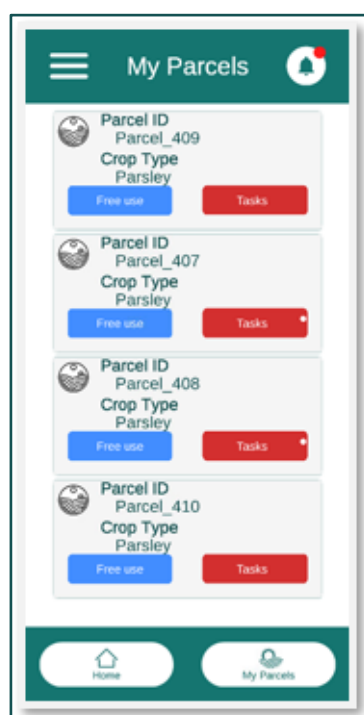 My Parcels
Parcel ID
Parcel_409
Crop Type
Parsley
Free use Tasks
Parcel ID
Parcel_407
Crop Type
Parsley
Free use Tasks
Parcel ID
Parcel_408
Crop Type
Parsley
Free use Tasks
Parcel ID
Parcel_410
Crop Type
Parsley
Free use Tasks
Home My Parcels